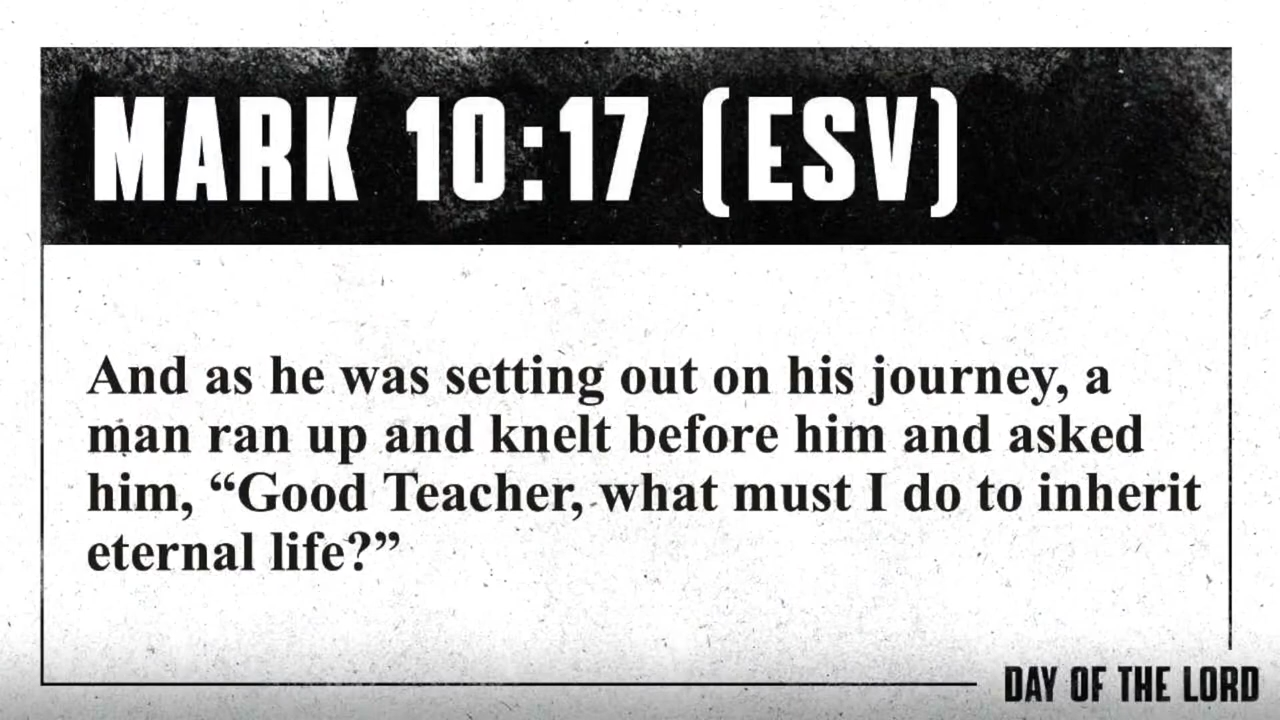 MARK 10:17 (ESV)
And as he was setting out on his journey, a
man ran up and knelt before him and asked
him, “Good Teacher, what must I do to inherit
eternal life?”
DAY OF THE LORD